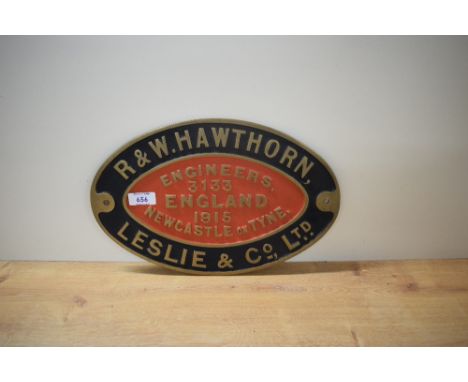 R. & W. HAWTHORN,
ENGINEERS,
3133
ENGLAND
1915
NEWCASTLE ON TYNE.
LESLIE & Co, LTD.
656